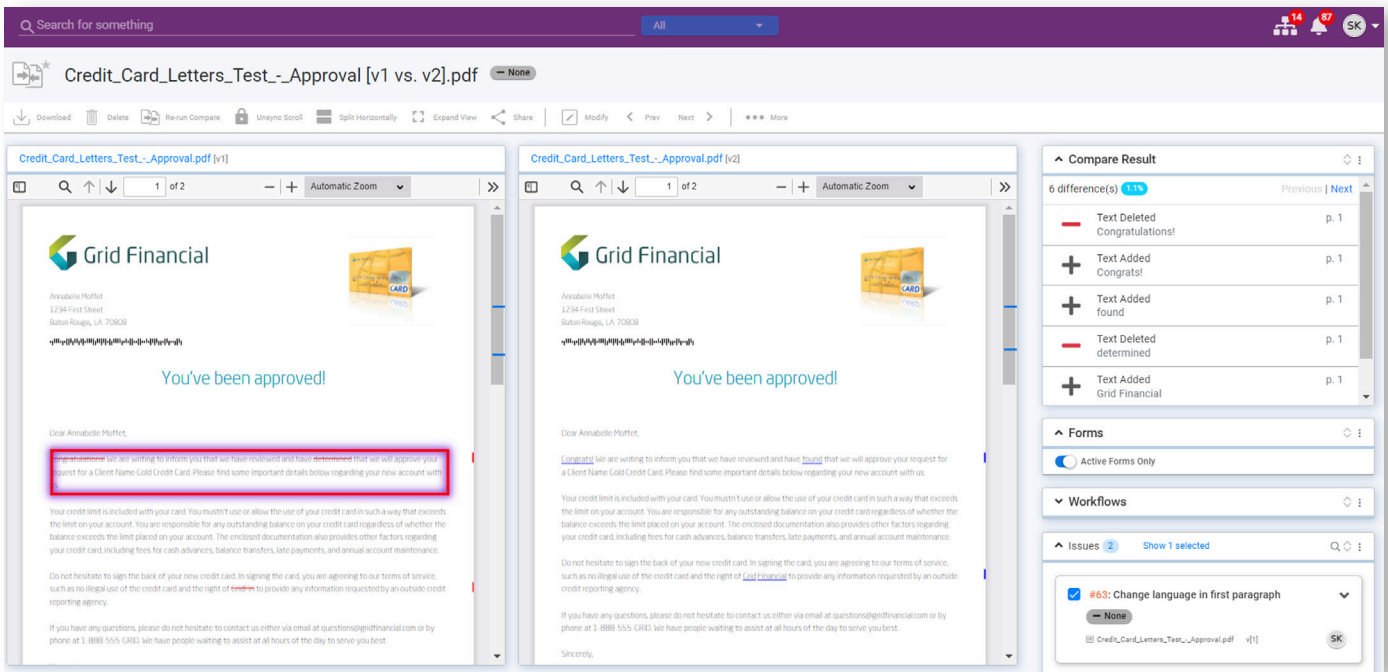 Search for something
All
14
87
SK
Credit_Card_Letters_Test_-_Approval [v1 vs. v2].pdf
None
Download
Delete
Re-run Compare
Unsync Scroll
Split Horizontally
Expand View
Share
Modify
Prev
Next
More
Credit_Card_Letters_Test_-_Approval.pdf [v1]
1 of 2
Automatic Zoom
Grid Financial
CARD
Annabelle Moffet
1234 First Street
Baton Rouge, LA 70808
You've been approved!
Dear Annabelle Moffet,
Congratulations! We are writing to inform you that we have reviewed and have determined that we will approve your
request for a Client Name Gold Credit Card. Please find some important details below regarding your new account with
us.
Your credit limit is included with your card. You mustn't use or allow the use of your credit card in such a way that exceeds
the limit on your account. You are responsible for any outstanding balance on your credit card regardless of whether the
balance exceeds the limit placed on your account. The enclosed documentation also provides other factors regarding
your credit card, including fees for cash advances, balance transfers, late payments, and annual account maintenance.
Do not hesitate to sign the back of your new credit card. In signing the card, you are agreeing to our terms of service,
such as no illegal use of the credit card and the right of to provide any information requested by an outside credit
reporting agency.
If you have any questions, please do not hesitate to contact us either via email at questions@gridfinancial.com or by
phone at 1-888-555-GRID. We have people waiting to assist at all hours of the day to serve you best.
Sincerely,
Credit_Card_Letters_Test_-_Approval.pdf [v2]
1 of 2
Automatic Zoom
Grid Financial
CARD
Annabelle Moffet
1234 First Street
Baton Rouge, LA 70808
You've been approved!
Dear Annabelle Moffet,
Congrats! We are writing to inform you that we have reviewed and have found that we will approve your request for
a Client Name Gold Credit Card. Please find some important details below regarding your new account with us.
Your credit limit is included with your card. You mustn't use or allow the use of your credit card in such a way that exceeds
the limit on your account. You are responsible for any outstanding balance on your credit card regardless of whether the
balance exceeds the limit placed on your account. The enclosed documentation also provides other factors regarding
your credit card, including fees for cash advances, balance transfers, late payments, and annual account maintenance.
Do not hesitate to sign the back of your new credit card. In signing the card, you are agreeing to our terms of service,
such as no illegal use of the credit card and the right of Grid Financial to provide any information requested by an outside
credit reporting agency.
If you have any questions, please do not hesitate to contact us either via email at questions@gridfinancial.com or by
phone at 1-888-555-GRID. We have people waiting to assist at all hours of the day to serve you best.
Sincerely,
Compare Result
6 difference(s) 1.1%
Previous | Next
Text Deleted p. 1
Congratulations!
Text Added p. 1
Congrats!
Text Added p. 1
found
Text Deleted p. 1
determined
Text Added p. 1
Grid Financial
Forms
Active Forms Only
Workflows
Issues 2 Show 1 selected
#63: Change language in first paragraph
None
Credit_Card_Letters_Test_-_Approval.pdf v[1]
SK